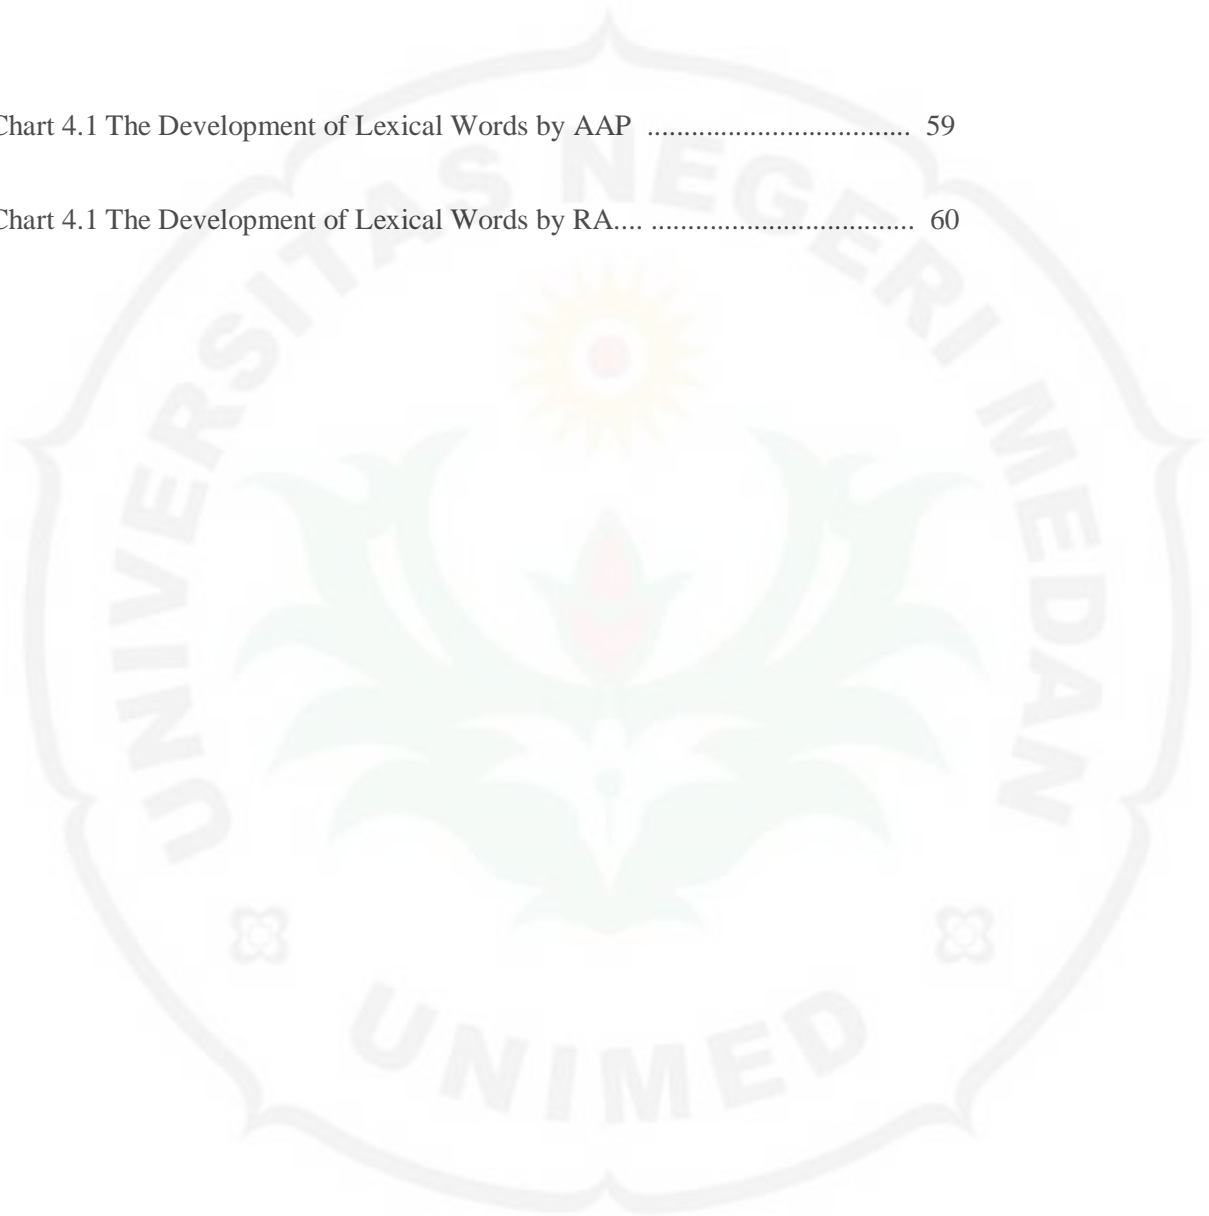 Chart 4.1 The Development of Lexical Words by AAP ................................... 59
Chart 4.1 The Development of Lexical Words by RA.... ................................... 60
UNIVERSITAS NEGERI MEDAN
UNIMED